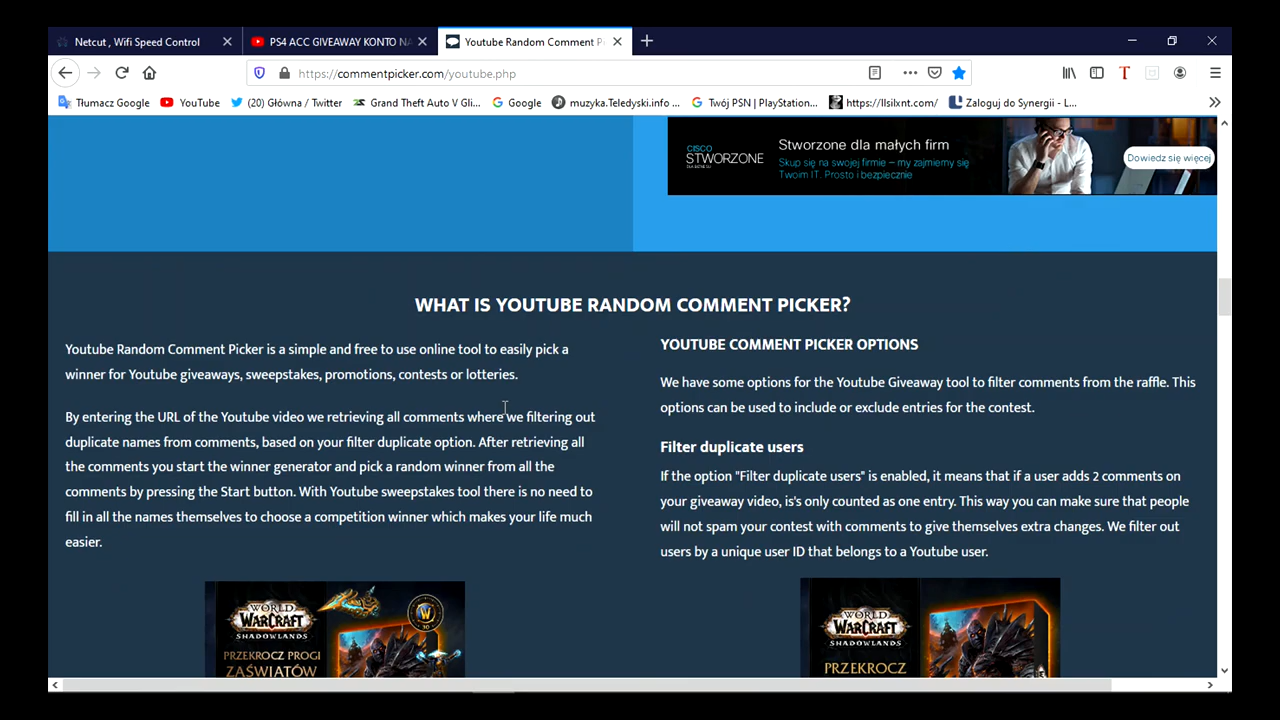 Netcut , Wifi Speed Control
PS4 ACC GIVEAWAY KONTO NA
Youtube Random Comment Pi
https://commentpicker.com/youtube.php
Tłumacz Google
YouTube
(20) Główna / Twitter
Grand Theft Auto V Gli...
Google
muzyka.Teledyski.info ...
Twój PSN | PlayStation...
https://llsilxnt.com/
Zaloguj do Synergii - L...
CISCO
STWORZONE
Stworzone dla małych firm
Skup się na swojej firmie – my zajmiemy się
Twoim IT. Prosto i bezpiecznie
Dowiedz się więcej
WHAT IS YOUTUBE RANDOM COMMENT PICKER?
Youtube Random Comment Picker is a simple and free to use online tool to easily pick a
winner for Youtube giveaways, sweepstakes, promotions, contests or lotteries.
By entering the URL of the Youtube video we retrieving all comments where we filtering out
duplicate names from comments, based on your filter duplicate option. After retrieving all
the comments you start the winner generator and pick a random winner from all the
comments by pressing the Start button. With Youtube sweepstakes tool there is no need to
fill in all the names themselves to choose a competition winner which makes your life much
easier.
YOUTUBE COMMENT PICKER OPTIONS
We have some options for the Youtube Giveaway tool to filter comments from the raffle. This
options can be used to include or exclude entries for the contest.
Filter duplicate users
If the option "Filter duplicate users" is enabled, it means that if a user adds 2 comments on
your giveaway video, is's only counted as one entry. This way you can make sure that people
will not spam your contest with comments to give themselves extra changes. We filter out
users by a unique user ID that belongs to a Youtube user.
WORLD
WARCRAFT
SHADOWLANDS
PRZEKROCZ PROGI
ZAŚWIATÓW
WORLD
WARCRAFT
SHADOWLANDS
PRZEKROCZ